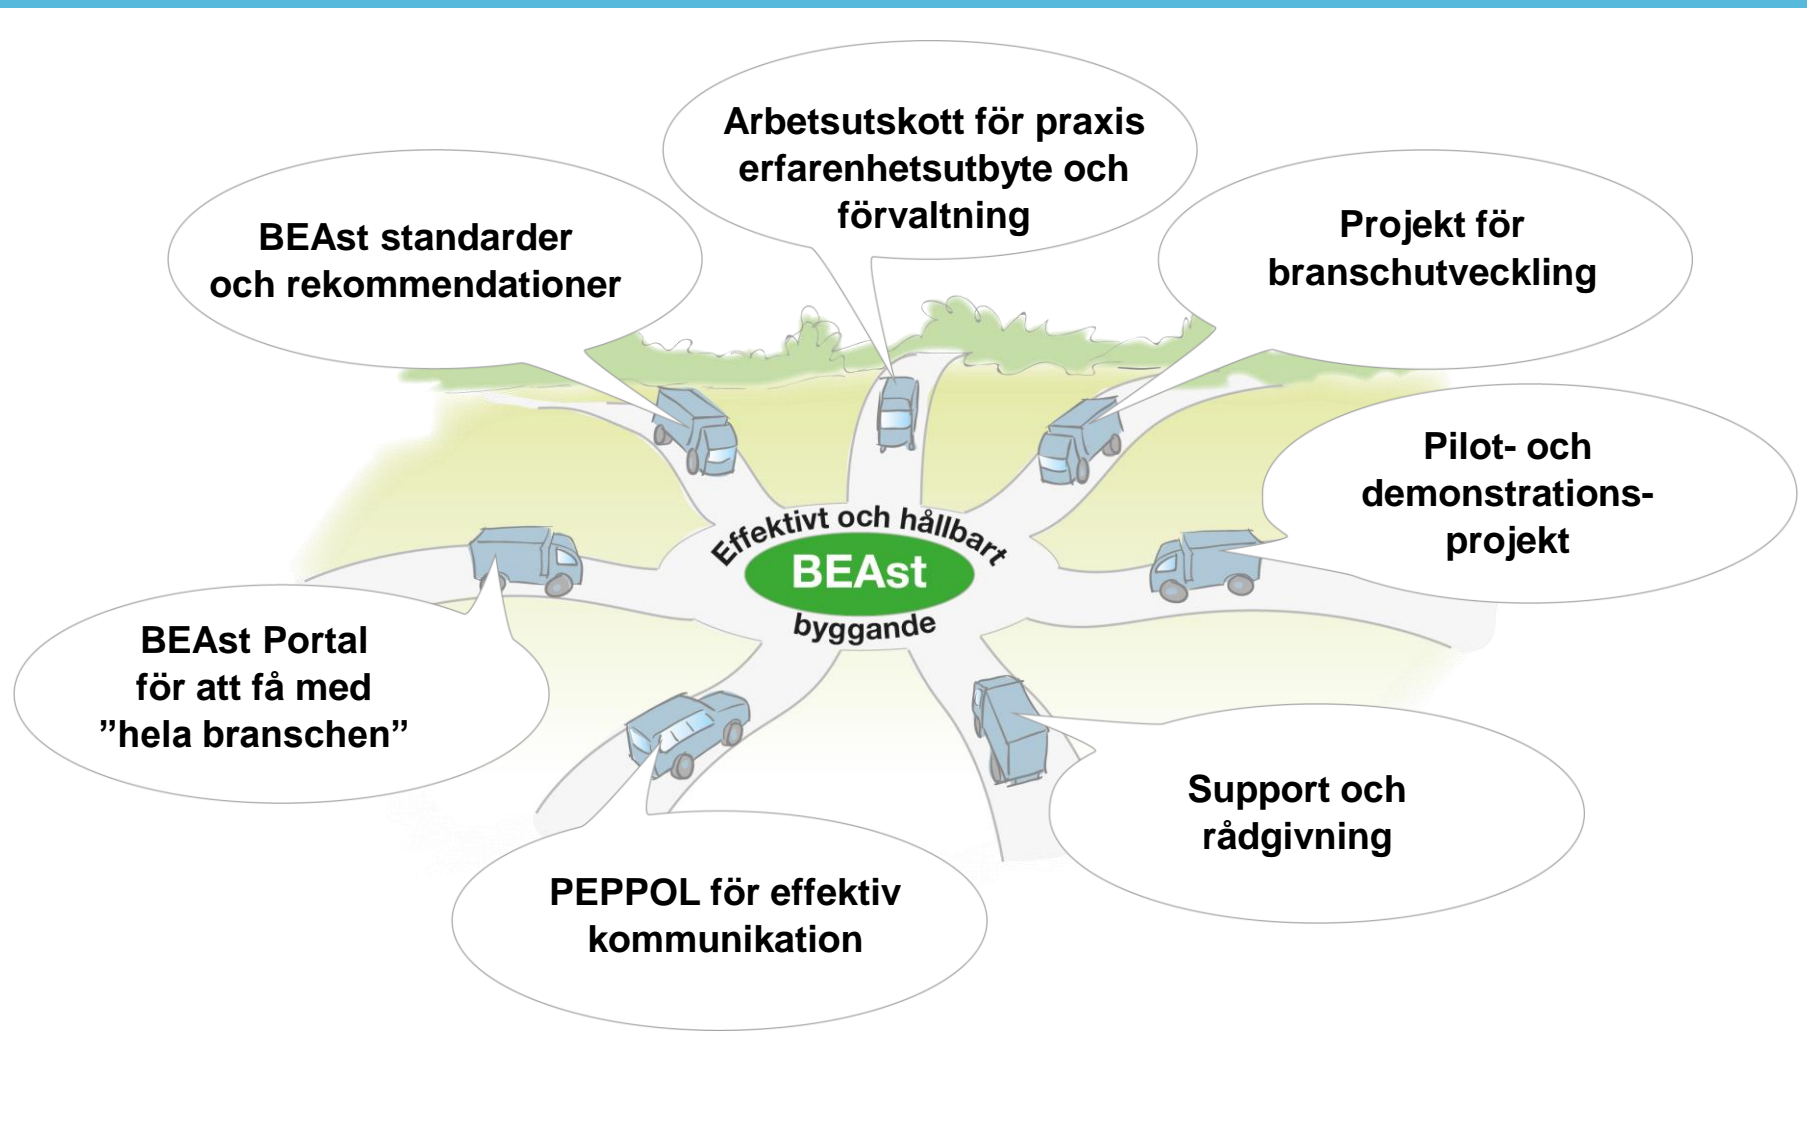 Arbetsutskott för praxis
erfarenhetsutbyte och
förvaltning
BEAst standarder
och rekommendationer
Projekt för
branschutveckling
Pilot- och
demonstrations-
projekt
Effektivt och hållbart
BEAst
byggande
BEAst Portal
för att få med
”hela branschen”
Support och
rådgivning
PEPPOL för effektiv
kommunikation